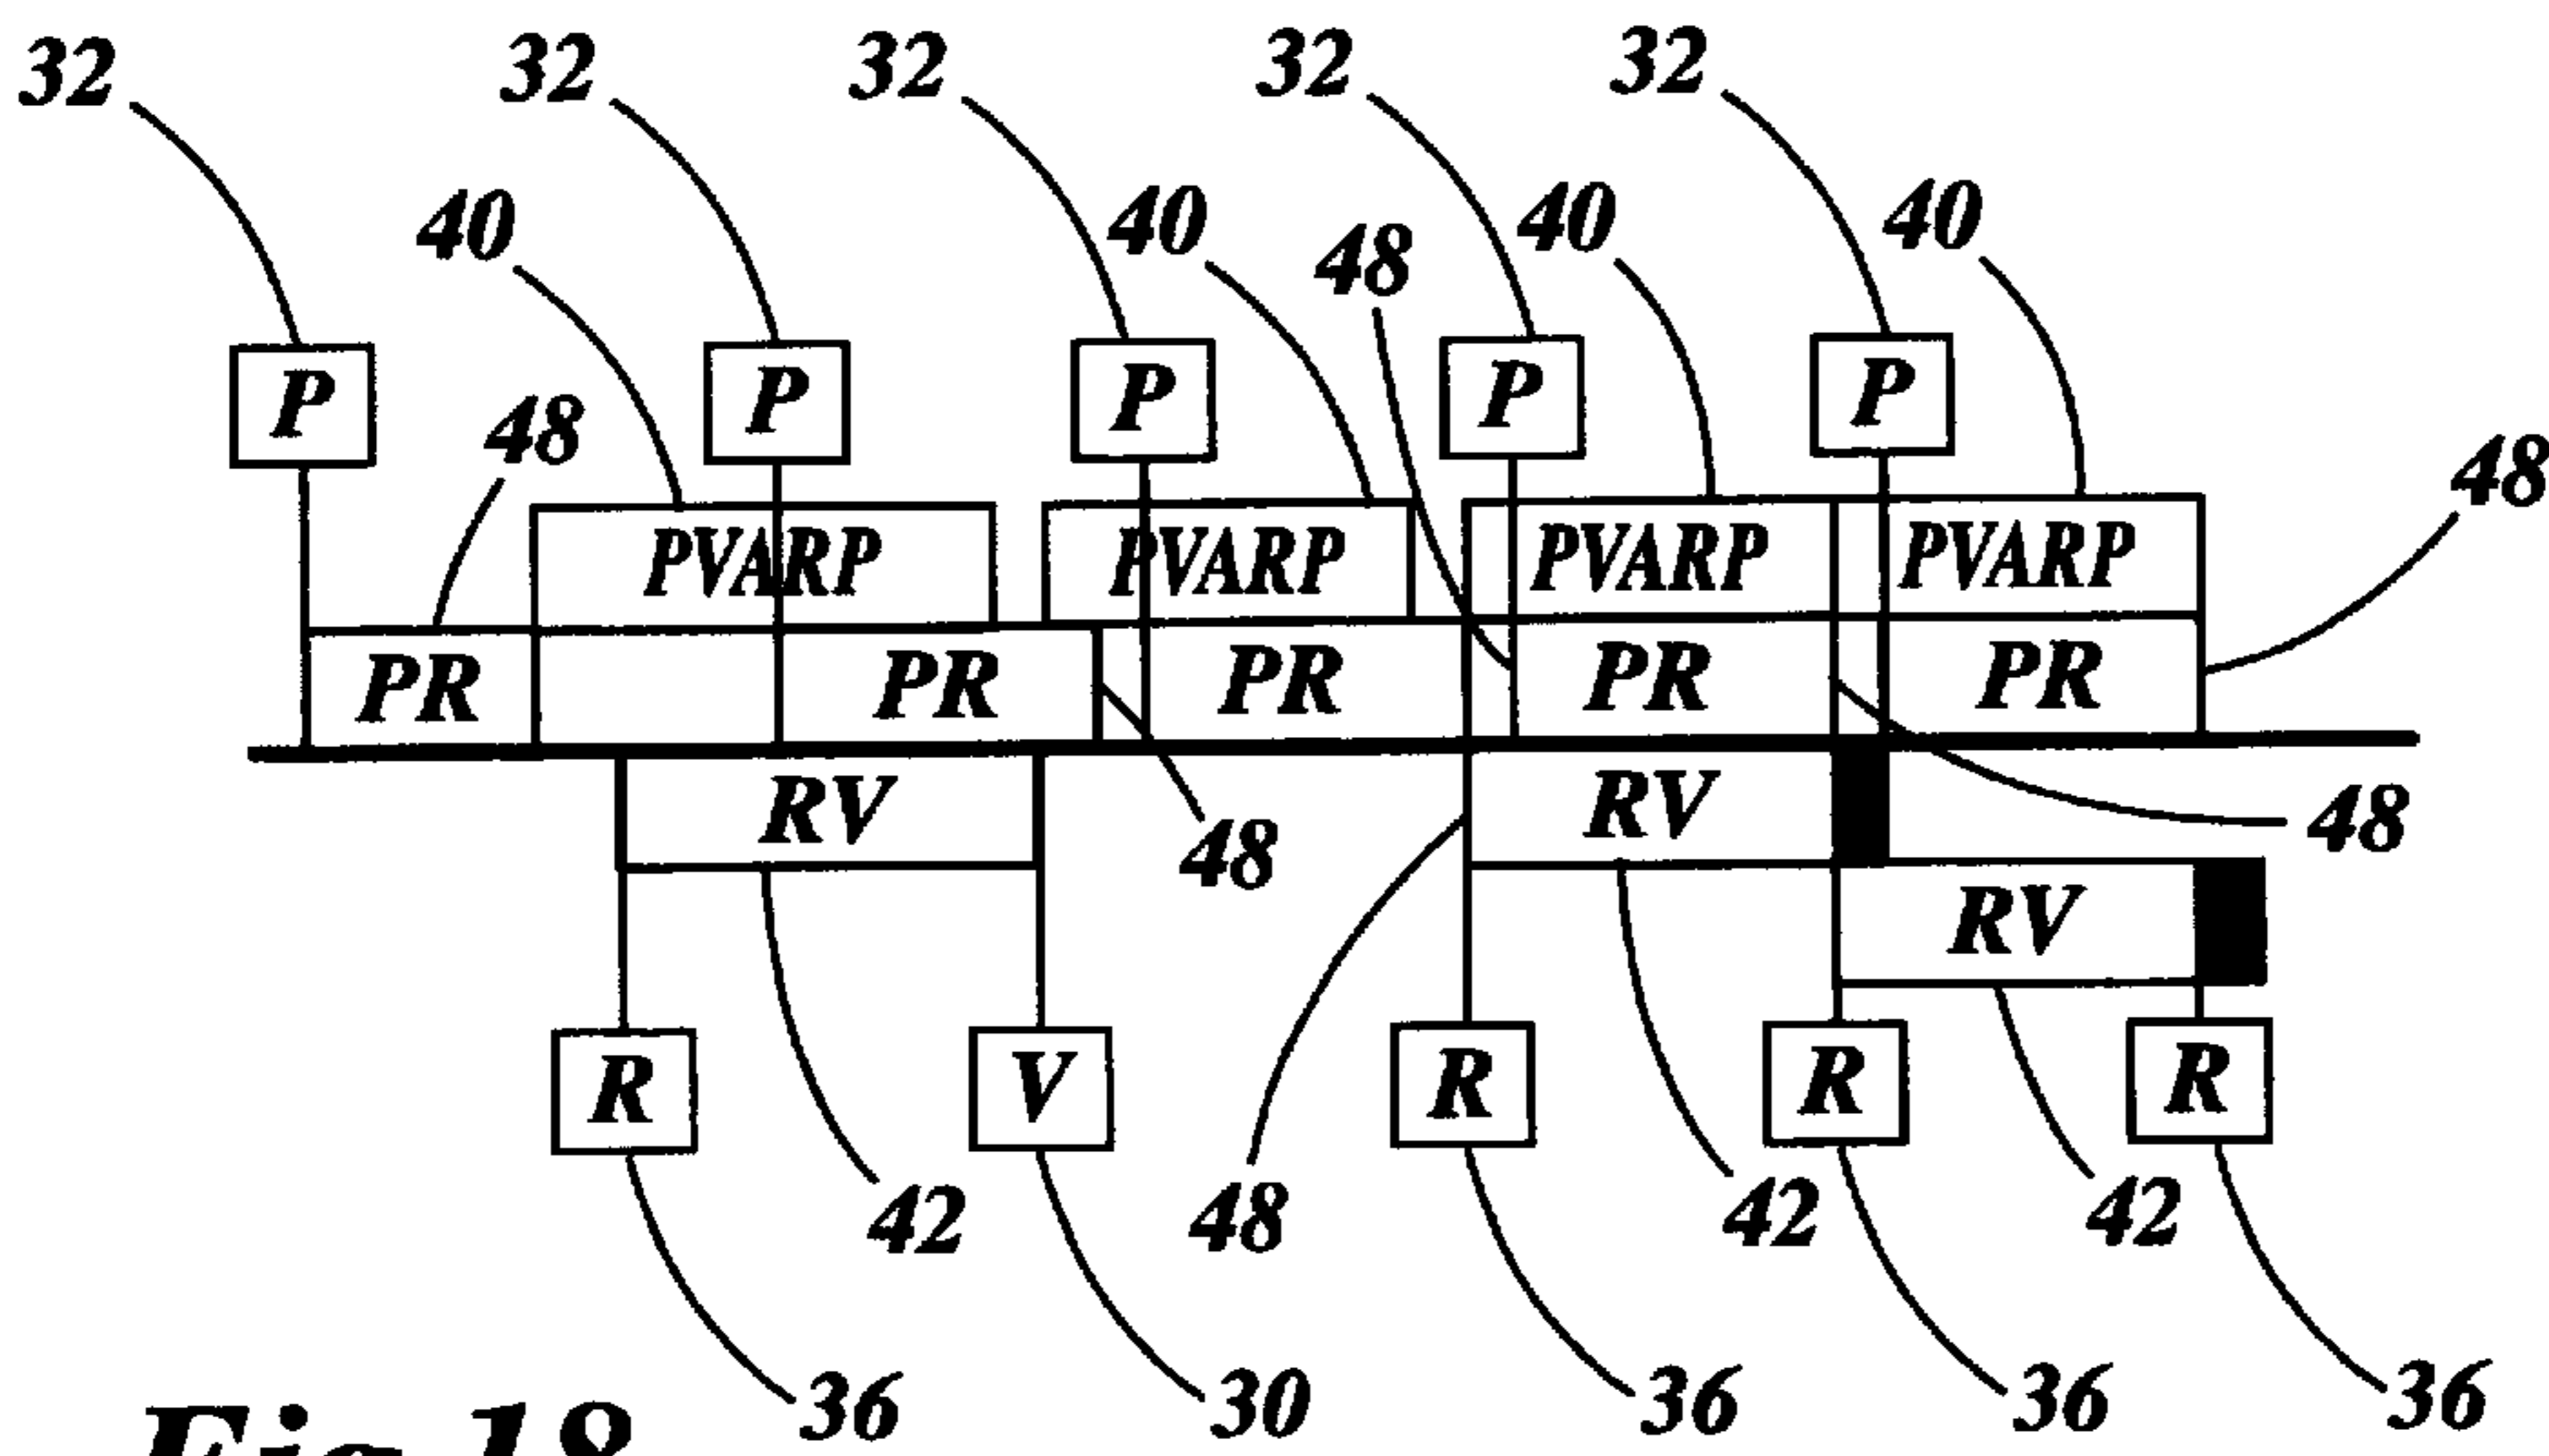 32 32 32 32 32
40 40 48 40 40
P P P P P
48 48
PVARP PVARP PVARP PVARP
PR PR PR PR PR
RV RV 48 48
RV
R V R R R
42 48 42 42
36 30 36 36 36
Fig 18